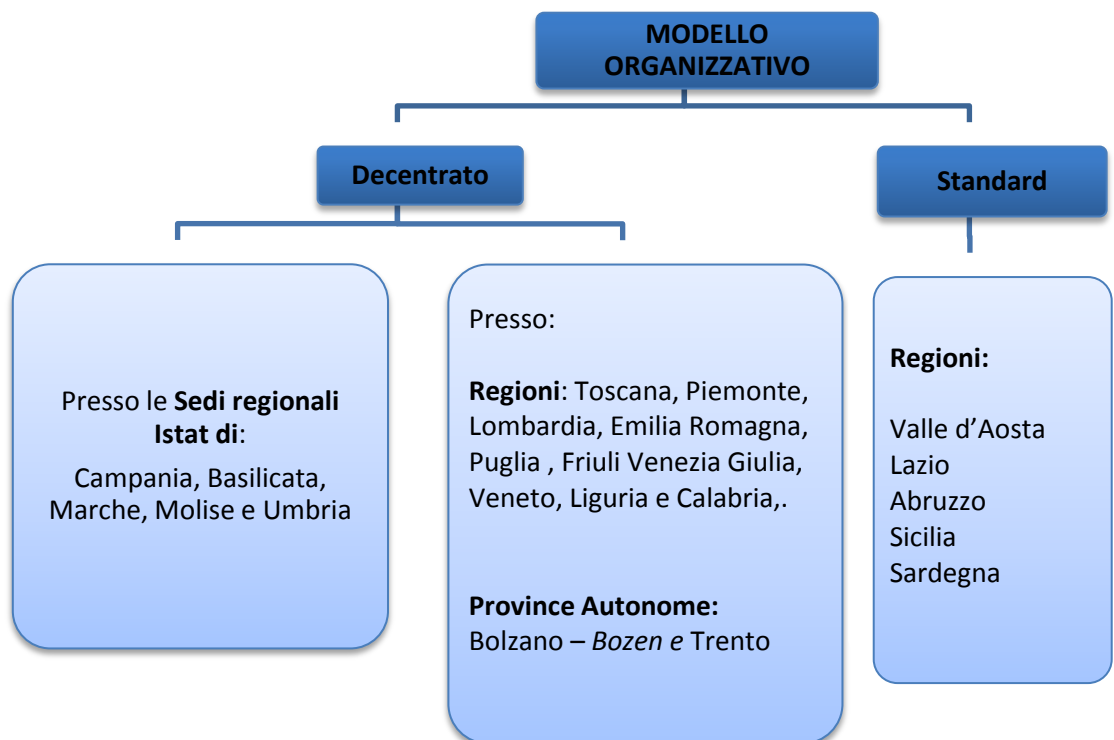 MODELLO
ORGANIZZATIVO
Decentrato
Standard
Presso le Sedi regionali
Istat di:
Campania, Basilicata,
Marche, Molise e Umbria
Presso:
Regioni: Toscana, Piemonte,
Lombardia, Emilia Romagna,
Puglia , Friuli Venezia Giulia,
Veneto, Liguria e Calabria,.
Province Autonome:
Bolzano – Bozen e Trento
Regioni:
Valle d’Aosta
Lazio
Abruzzo
Sicilia
Sardegna